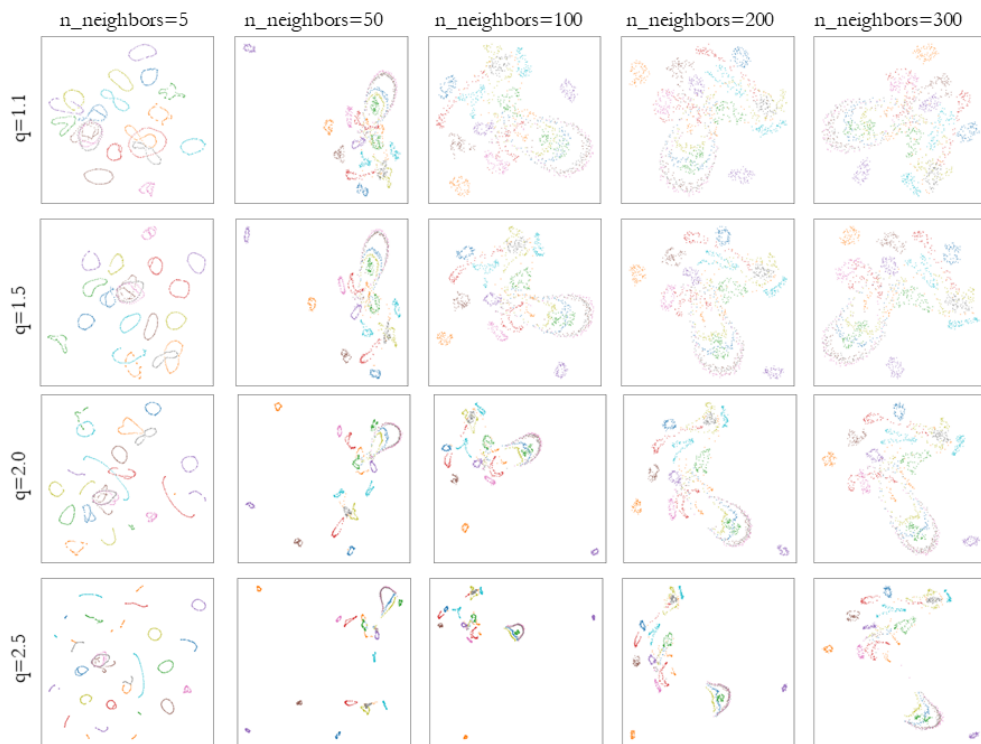 n_neighbors=5 n_neighbors=50 n_neighbors=100 n_neighbors=200 n_neighbors=300
q=1.1
q=1.5
q=2.0
q=2.5